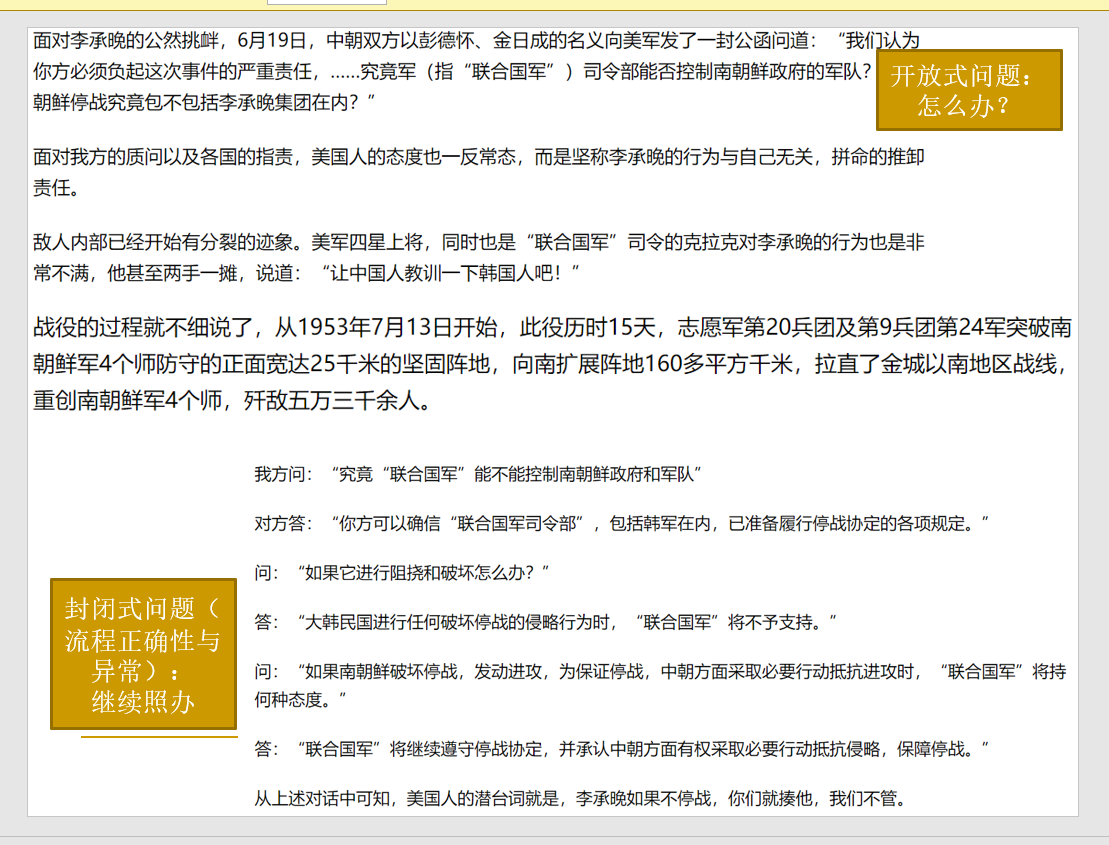 面对李承晚的公然挑衅，6月19日，中朝双方以彭德怀、金日成的名义向美军发了一封公函问道：“我们认为
你方必须负起这次事件的严重责任，……究竟军（指“联合国军”）司令部能否控制南朝鲜政府的军队？
朝鲜停战究竟包不包括李承晚集团在内？”
开放式问题：
怎么办？
面对我方的质问以及各国的指责，美国人的态度也一反常态，而是坚称李承晚的行为与自己无关，拼命的推卸
责任。
敌人内部已经开始有分裂的迹象。美军四星上将，同时也是“联合国军”司令的克拉克对李承晚的行为也是非
常不满，他甚至两手一摊，说道：“让中国人教训一下韩国人吧！”
战役的过程就不细说了，从1953年7月13日开始，此役历时15天，志愿军第20兵团及第9兵团第24军突破南
朝鲜军4个师防守的正面宽达25千米的坚固阵地，向南扩展阵地160多平方千米，拉直了金城以南地区战线，
重创南朝鲜军4个师，歼敌五万三千余人。
我方问：“究竟“联合国军”能不能控制南朝鲜政府和军队”
对方答：“你方可以确信“联合国军司令部”，包括韩军在内，已准备履行停战协定的各项规定。”
问：“如果它进行阻挠和破坏怎么办？”
答：“大韩民国进行任何破坏停战的侵略行为时，“联合国军”将不予支持。”
问：“如果南朝鲜破坏停战，发动进攻，为保证停战，中朝方面采取必要行动抵抗进攻时，“联合国军”将持
何种态度。”
答：“联合国军”将继续遵守停战协定，并承认中朝方面有权采取必要行动抵抗侵略，保障停战。”
从上述对话中可知，美国人的潜台词就是，李承晚如果不停战，你们就揍他，我们不管。
封闭式问题（
流程正确性与
异常）：
继续照办